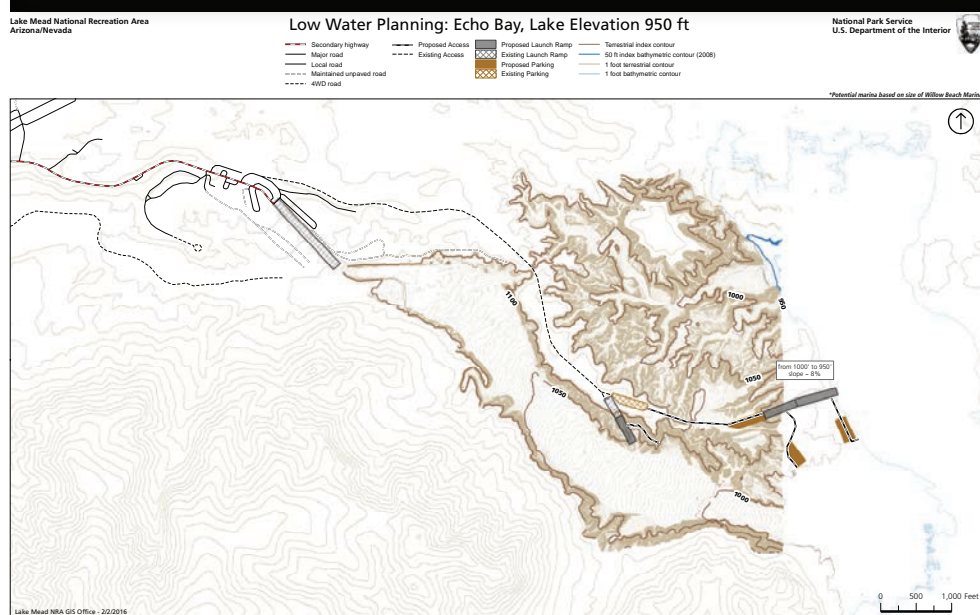 Lake Mead National Recreation Area
Arizona/Nevada
Low Water Planning: Echo Bay, Lake Elevation 950 ft
National Park Service
U.S. Department of the Interior
Secondary highway
Major road
Local road
Maintained unpaved road
4WD road
Proposed Access
Existing Access
Proposed Launch Ramp
Existing Launch Ramp
Proposed Parking
Existing Parking
Terrestrial index contour
50 ft index bathymetric contour (2008)
1 foot terrestrial contour
1 foot bathymetric contour
*Potential marina based on size of Willow Beach Marina
1100
1000
950
from 1000' to 950'
slope ~ 8%
1050
1050
1000
0 500 1,000 Feet
Lake Mead NRA GIS Office - 2/2/2016